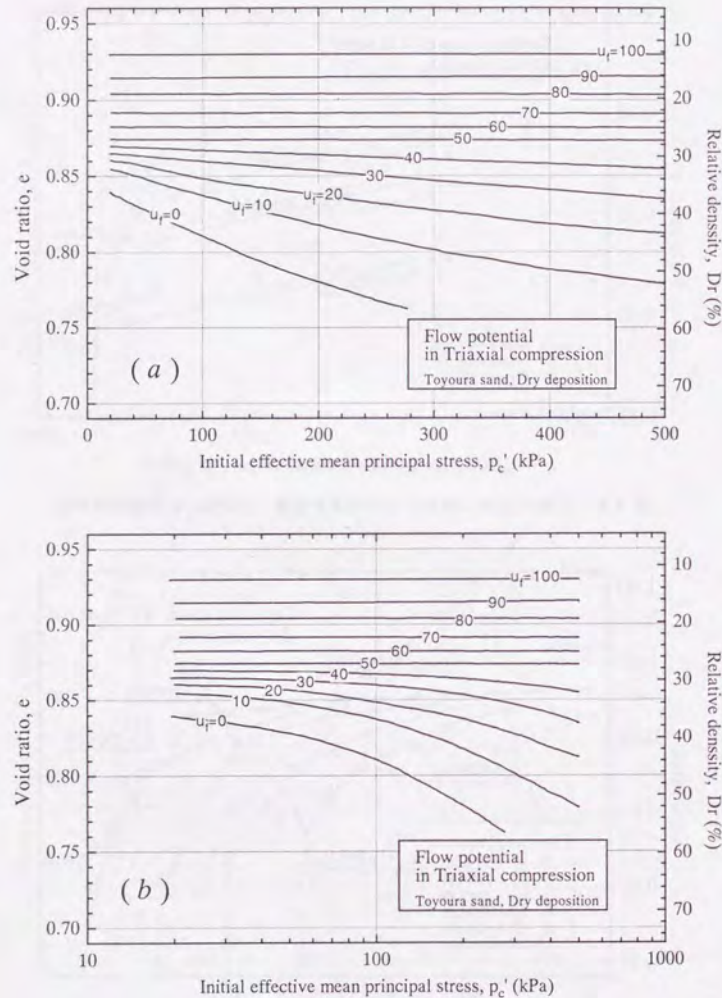 0.95
0.90
0.85
0.80
0.75
0.70
Void ratio, e
10
20
30
40
50
60
70
Relative denssity, Dr (%)
u_f=100
90
80
70
60
50
40
30
u_f=20
u_f=10
u_f=0
Flow potential
in Triaxial compression
Toyoura sand, Dry deposition
(a)
0
100
200
300
400
500
Initial effective mean principal stress, p_c' (kPa)
0.95
0.90
0.85
0.80
0.75
0.70
Void ratio, e
10
20
30
40
50
60
70
Relative denssity, Dr (%)
u_f=100
90
80
70
60
50
40
30
20
10
u_f=0
Flow potential
in Triaxial compression
Toyoura sand, Dry deposition
(b)
10
100
1000
Initial effective mean principal stress, p_c' (kPa)